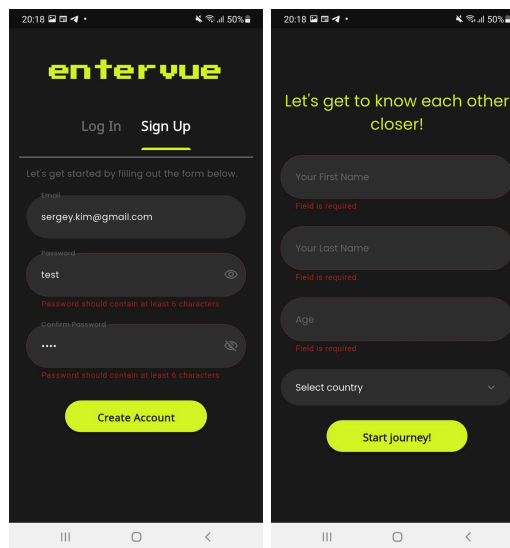 20:18 50%
entervue
Log In Sign Up
Let's get started by filling out the form below.
Email
sergey.kim@gmail.com
Password
test
Password should contain at least 6 characters
Confirm Password
••••
Password should contain at least 6 characters
Create Account
20:18 50%
Let's get to know each other
closer!
Your First Name
Field is required
Your Last Name
Field is required
Age
Field is required
Select country
Start journey!